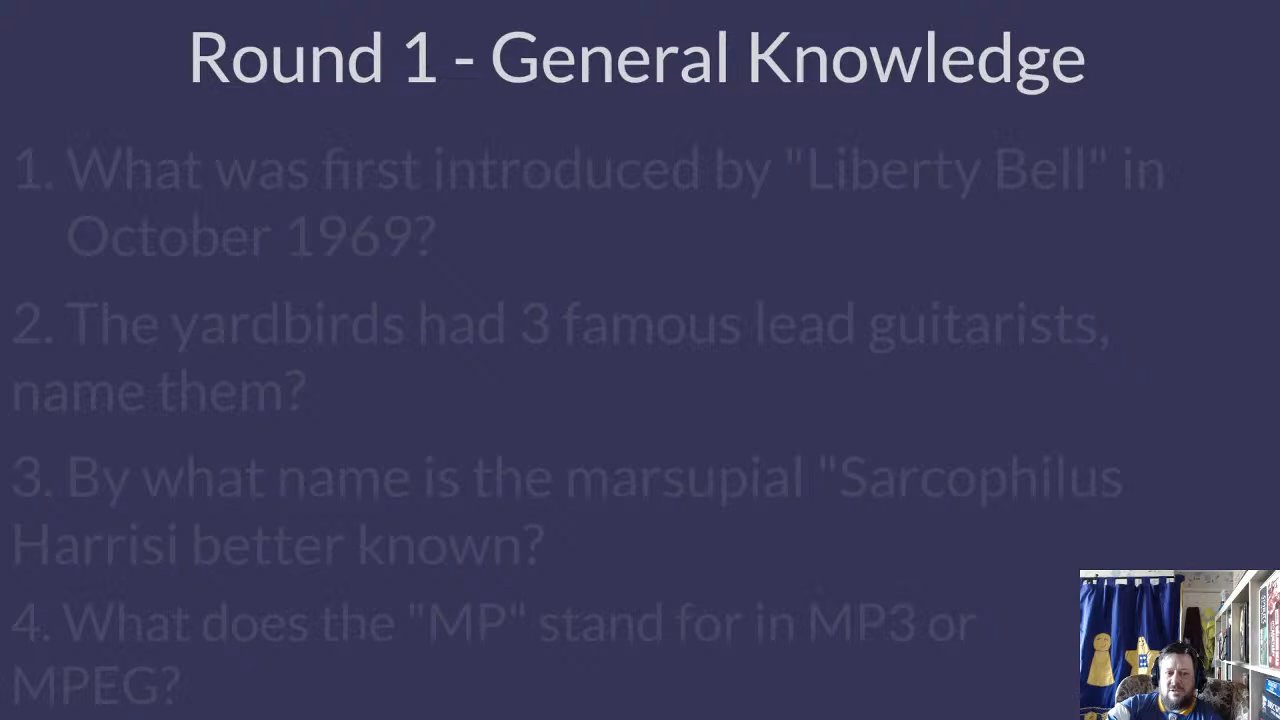 Round 1 - General Knowledge
1. What was first introduced by "Liberty Bell" in
October 1969?
2. The yardbirds had 3 famous lead guitarists,
name them?
3. By what name is the marsupial "Sarcophilus
Harrisi better known?
4. What does the "MP" stand for in MP3 or
MPEG?